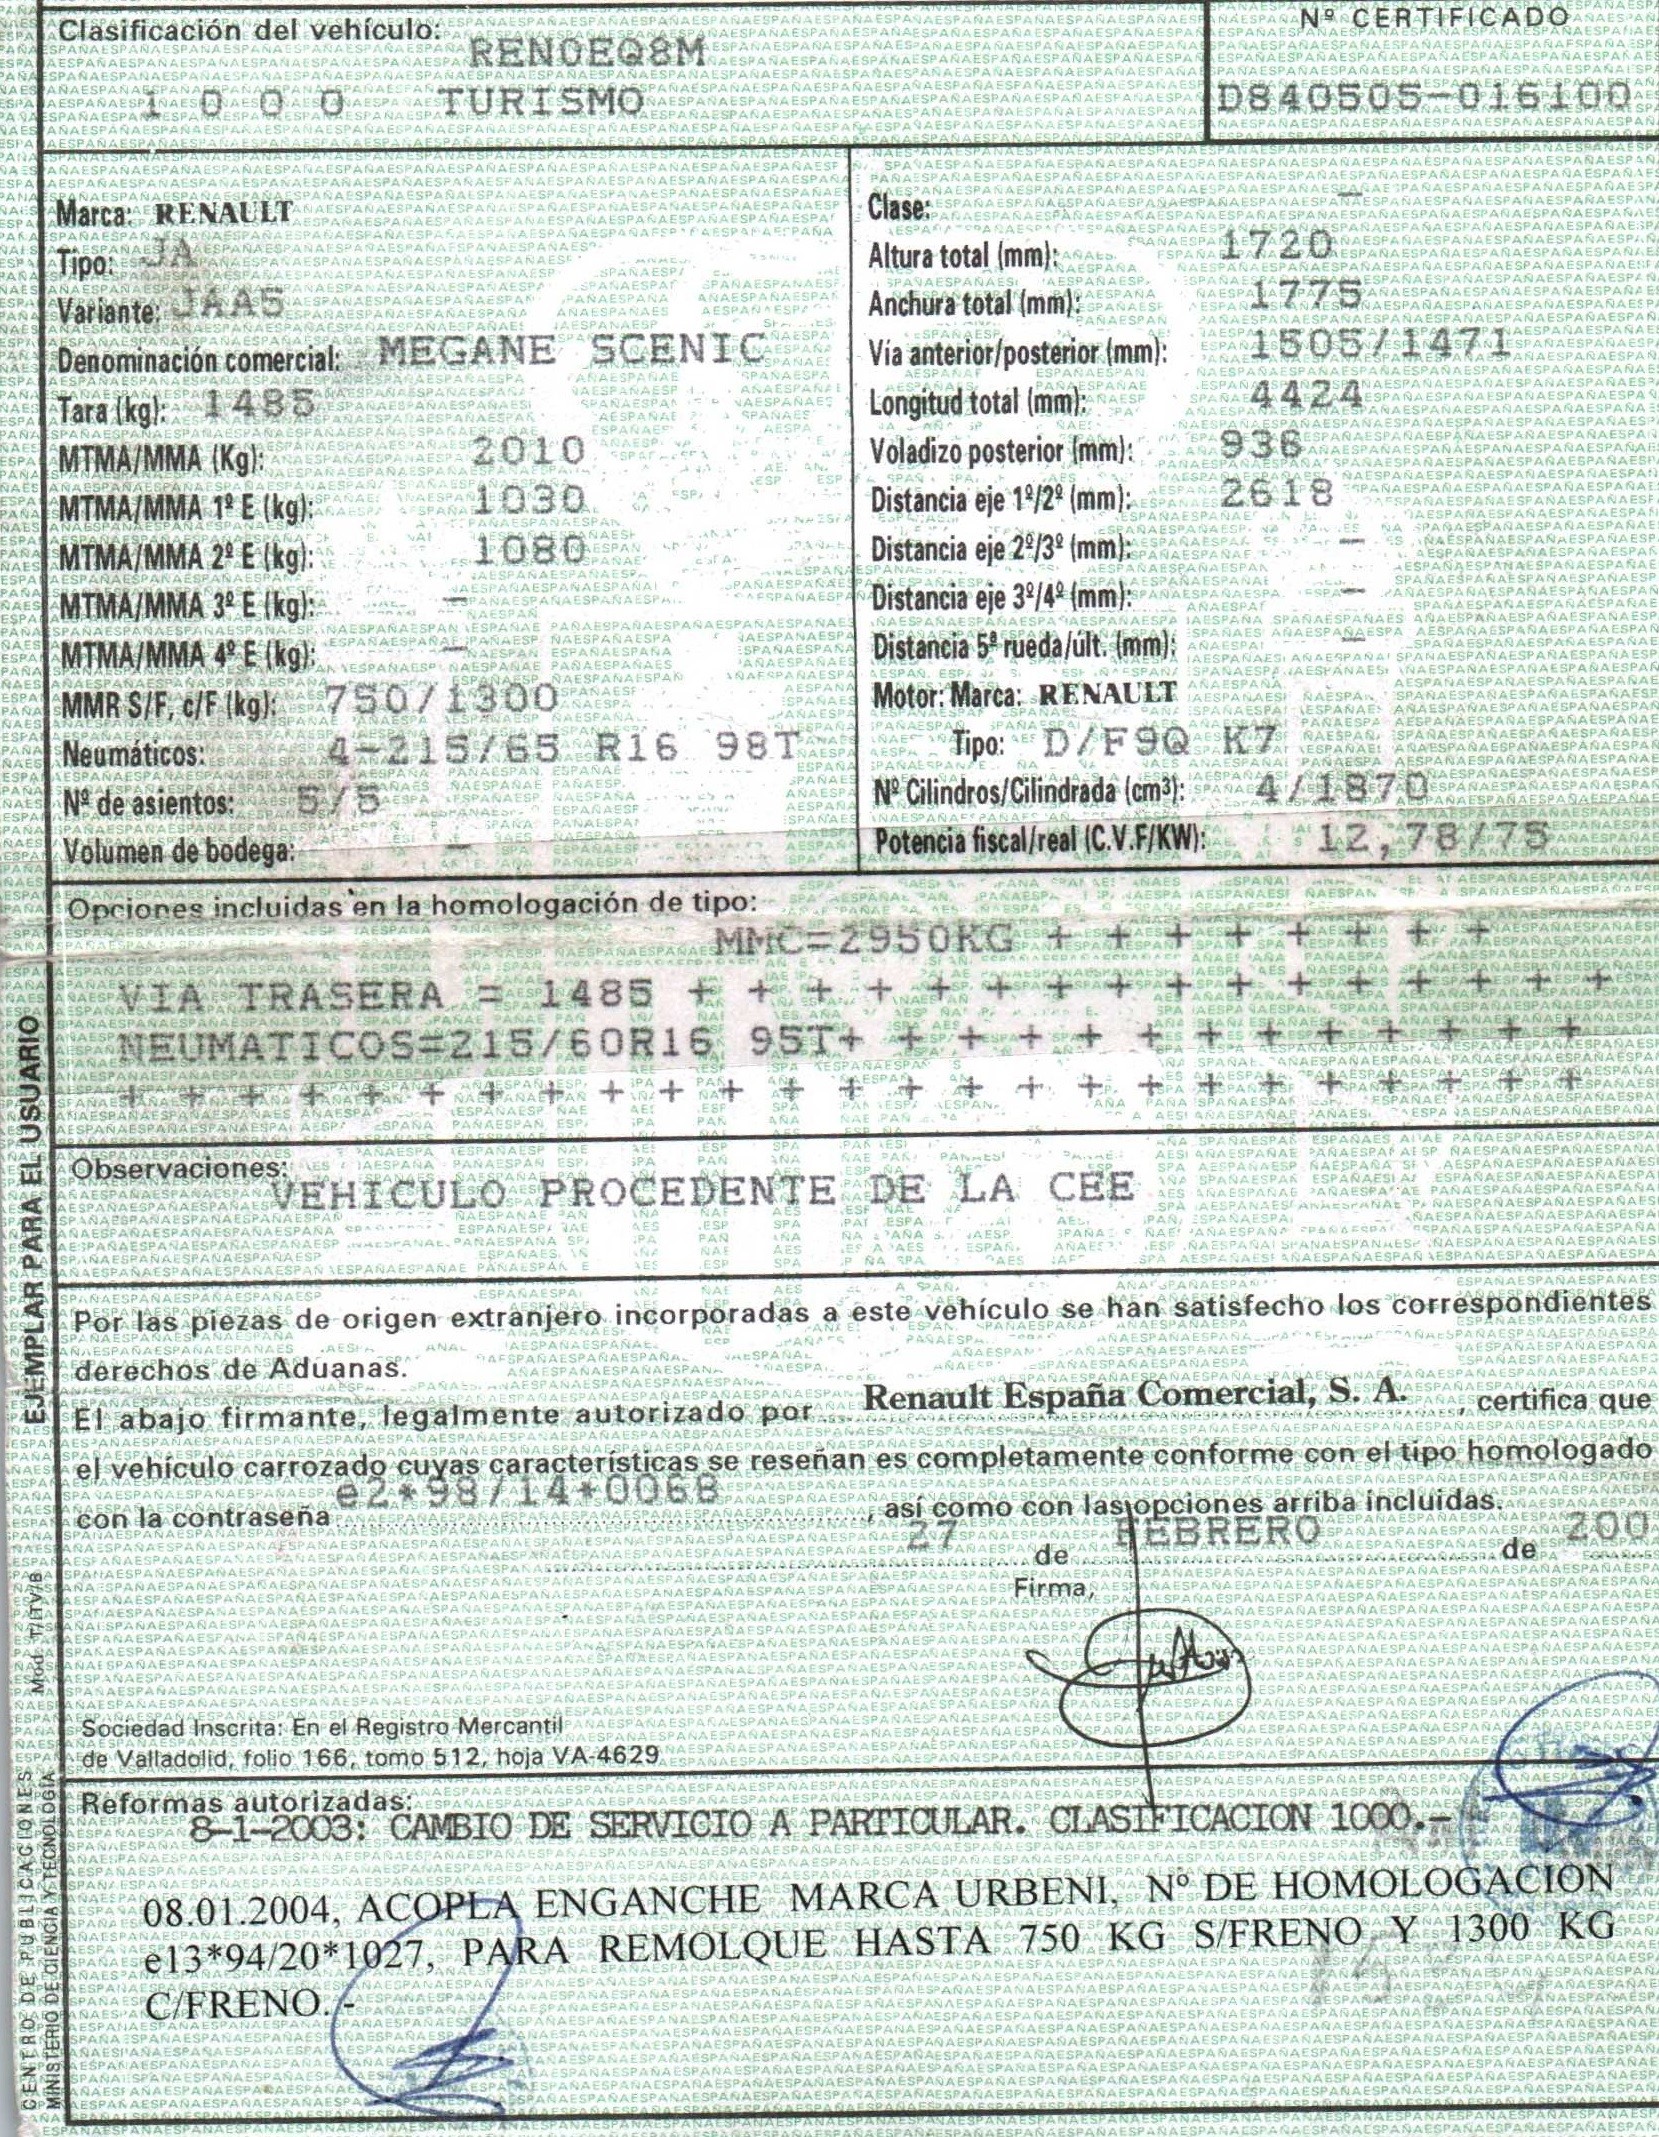 Clasificación del vehículo: RENOEQ8M
1 0 0 0 TURISMO
Nº CERTIFICADO
D840505-016100
Marca: RENAULT
Tipo: JA
Variante: JAA5
Denominación comercial: MEGANE SCENIC
Tara (kg): 1485
MTMA/MMA (Kg): 2010
MTMA/MMA 1º E (kg): 1030
MTMA/MMA 2º E (kg): 1080
MTMA/MMA 3º E (kg): -
MTMA/MMA 4º E (kg): -
MMR S/F, c/F (kg): 750/1300
Neumáticos: 4-215/65 R16 98T
Nº de asientos: 5/5
Volumen de bodega: -
Clase: -
Altura total (mm): 1720
Anchura total (mm): 1775
Vía anterior/posterior (mm): 1505/1471
Longitud total (mm): 4424
Voladizo posterior (mm): 936
Distancia eje 1º/2º (mm): 2618
Distancia eje 2º/3º (mm): -
Distancia eje 3º/4º (mm): -
Distancia 5ª rueda/últ. (mm): -
Motor: Marca: RENAULT
Tipo: D/F9Q K7
Nº Cilindros/Cilindrada (cm³): 4/1870
Potencia fiscal/real (C.V.F/KW): 12,78/75
Opciones incluidas en la homologación de tipo:
MMC=2950KG + + + + + + + +
VIA TRASERA = 1485 + + + + + + + + + + + + + + + +
NEUMATICOS=215/60R16 95T+ + + + + + + + + + + + +
+ + + + + + + + + + + + + + + + + + + + + + + + +
Observaciones: VEHICULO PROCEDENTE DE LA CEE
Por las piezas de origen extranjero incorporadas a este vehículo se han satisfecho los correspondientes
derechos de Aduanas.
El abajo firmante, legalmente autorizado por Renault España Comercial, S. A. , certifica que
el vehículo carrozado cuyas características se reseñan es completamente conforme con el tipo homologado
con la contraseña e2*98/14*0068 , así como con las opciones arriba incluidas.
27 de FEBRERO de 200
Firma,
Sociedad Inscrita: En el Registro Mercantil
de Valladolid, folio 166, tomo 512, hoja VA-4629
Reformas autorizadas:
8-1-2003: CAMBIO DE SERVICIO A PARTICULAR. CLASIFICACION 1000.-
08.01.2004, ACOPLA ENGANCHE MARCA URBENI, Nº DE HOMOLOGACION
e13*94/20*1027, PARA REMOLQUE HASTA 750 KG S/FRENO Y 1300 KG
C/FRENO. -
EJEMPLAR PARA EL USUARIO
Mod. T/ITV/B
CENTRO DE PUBLICACIONES
MINISTERIO DE CIENCIA Y TECNOLOGÍA